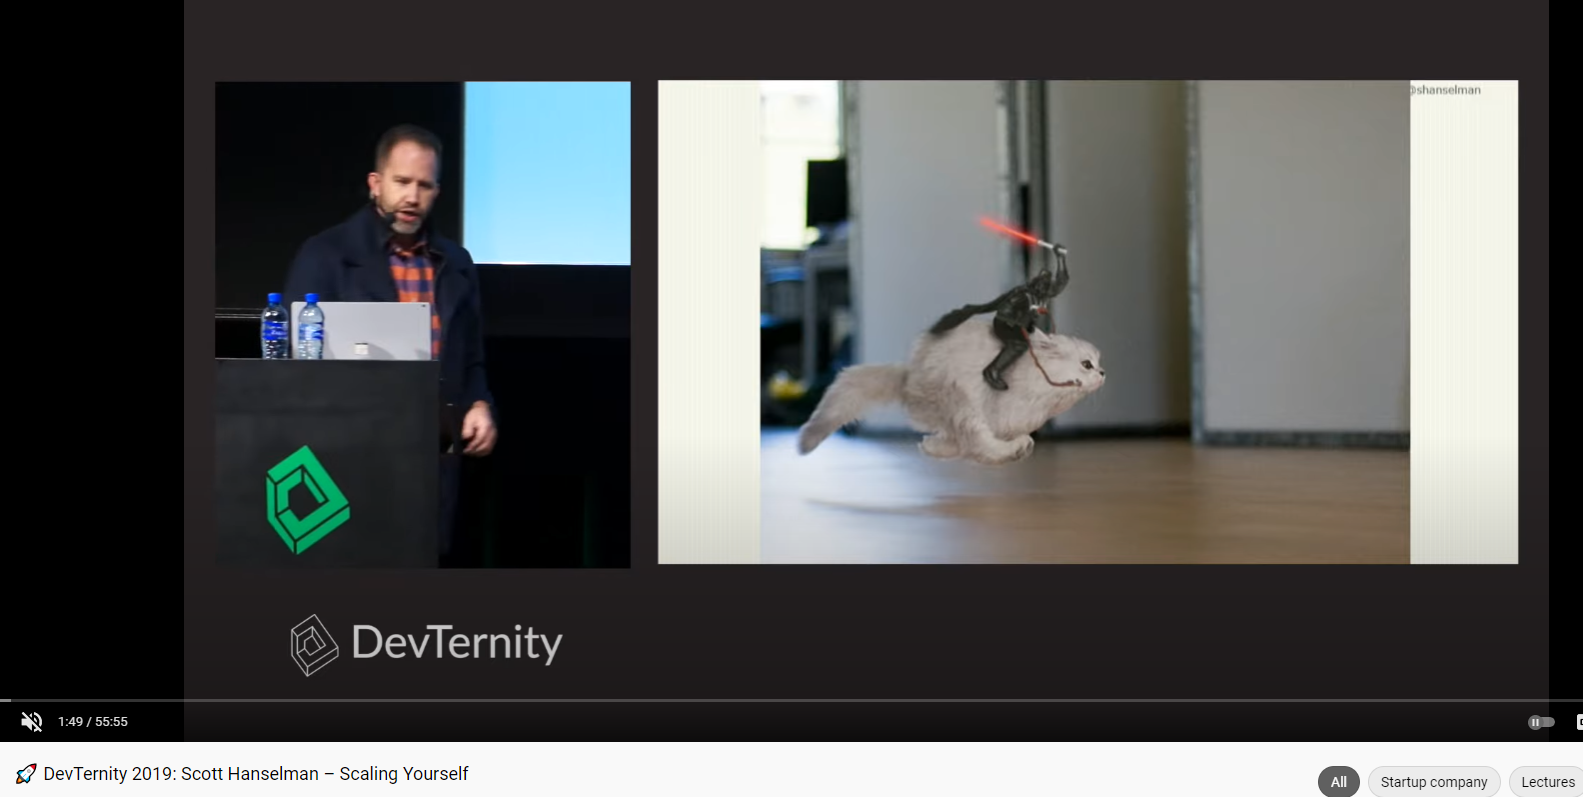 @shanselman
DevTernity
1:49 / 55:55
🚀 DevTernity 2019: Scott Hanselman – Scaling Yourself
All
Startup company
Lectures